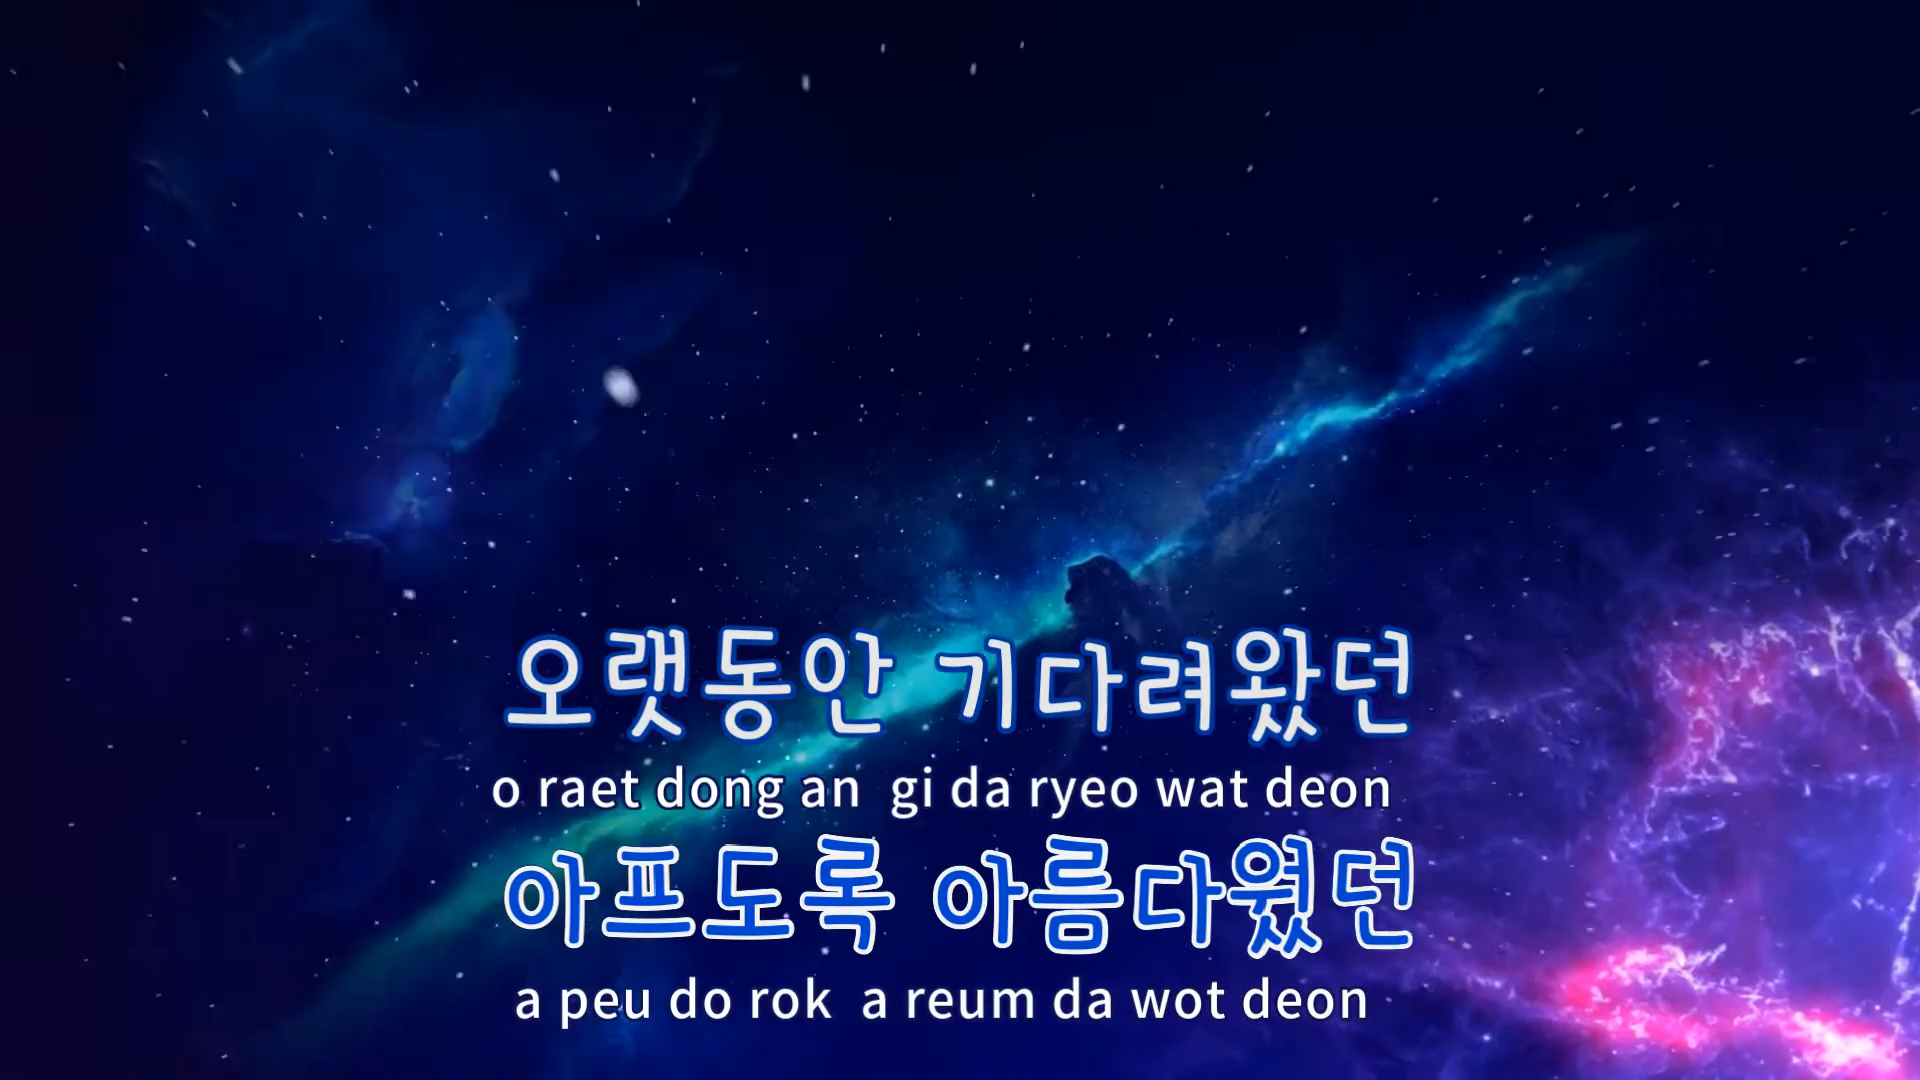 오랫동안 기다려왔던
o raet dong an gi da ryeo wat deon
아프도록 아름다웠던
a peu do rok a reum da wot deon